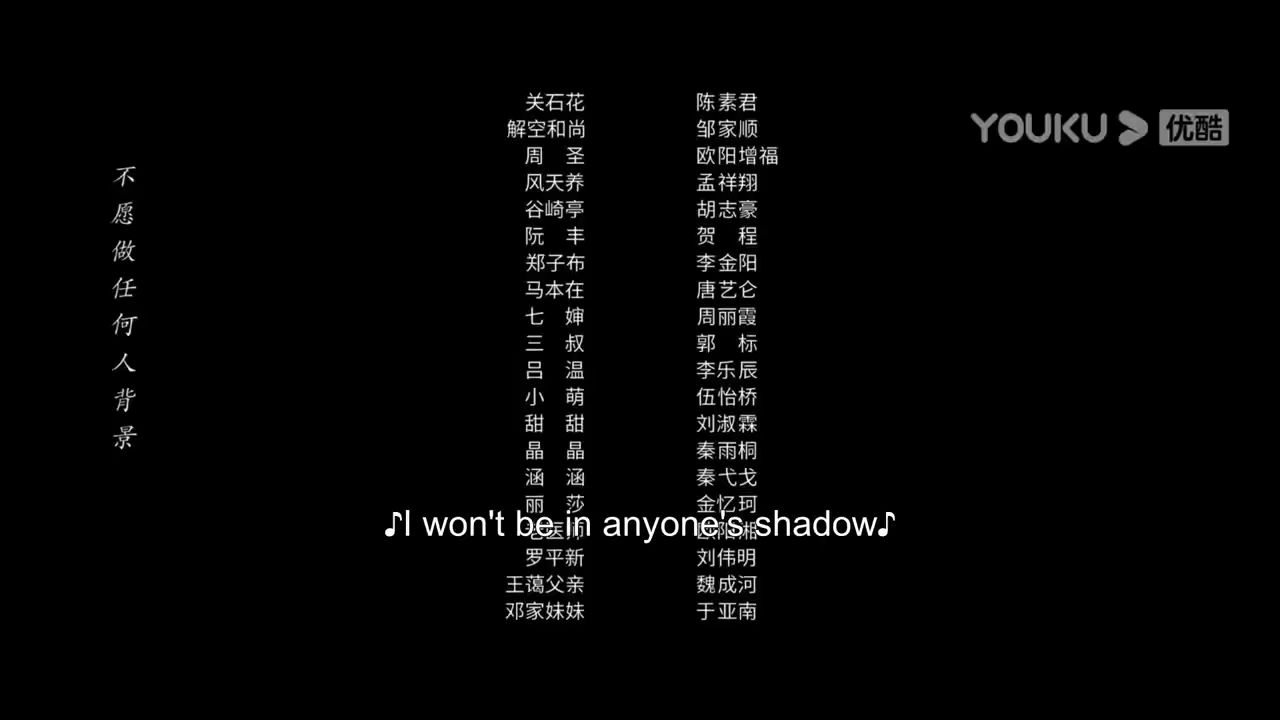 YOUKU 优酷
不愿做任何人背景
关石花 陈素君
解空和尚 邹家顺
周 圣 欧阳增福
风天养 孟祥翔
谷崎亭 胡志豪
阮 丰 贺 程
郑子布 李金阳
马本在 唐艺仑
七 婶 周丽霞
三 叔 郭 标
吕 温 李乐辰
小 萌 伍怡桥
甜 甜 刘淑霖
晶 晶 秦雨桐
涵 涵 秦弋戈
丽 莎 金忆珂
♪I won't be in anyone's shadow♪
罗平新 刘伟明
王蔼父亲 魏成河
邓家妹妹 于亚南